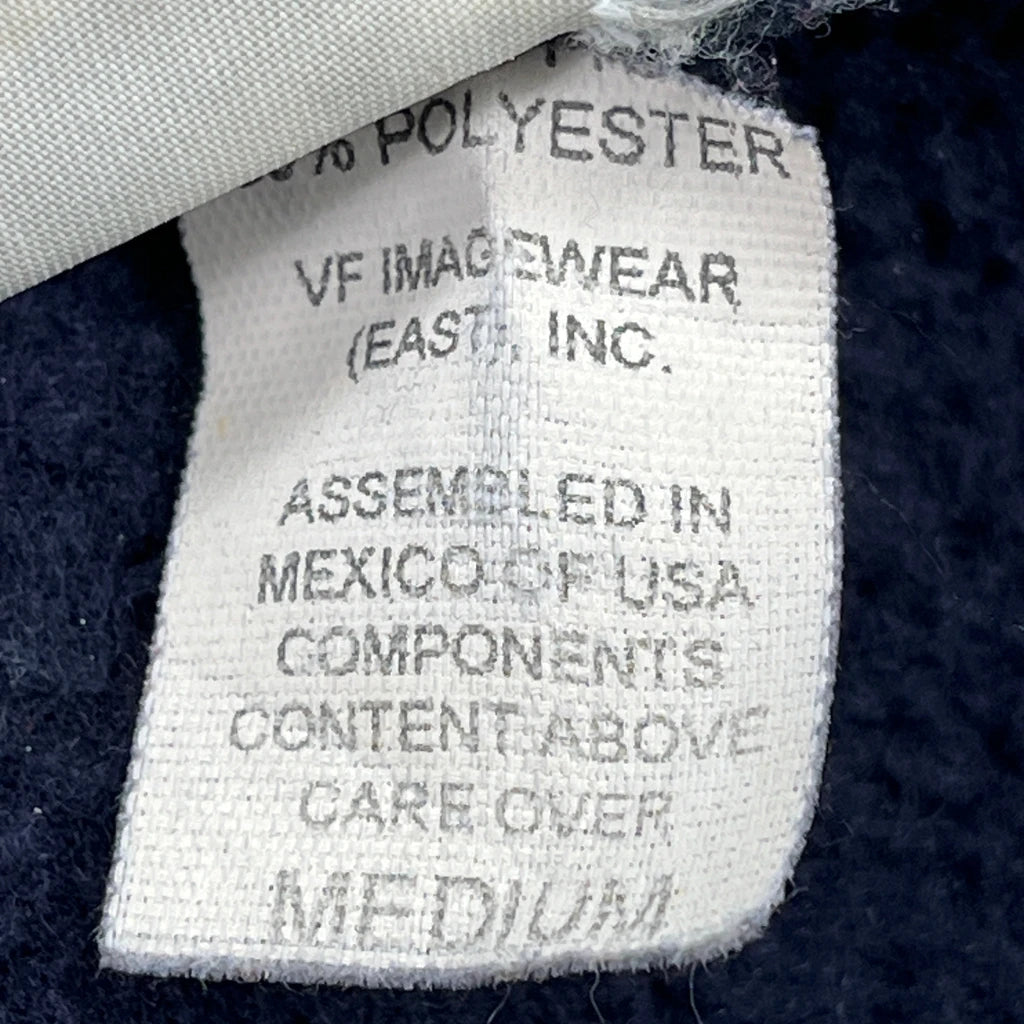 % POLYESTER
VF IMAGEWEAR
(EAST), INC.
ASSEMBLED IN
MEXICO OF USA
COMPONENTS
CONTENT ABOVE
CARE OVER
MEDIUM